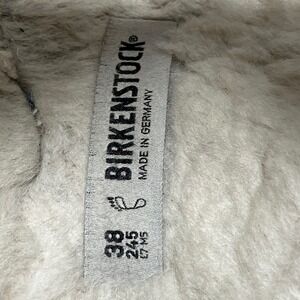 BIRKENSTOCK®
MADE IN GERMANY
38
245
L7 M5